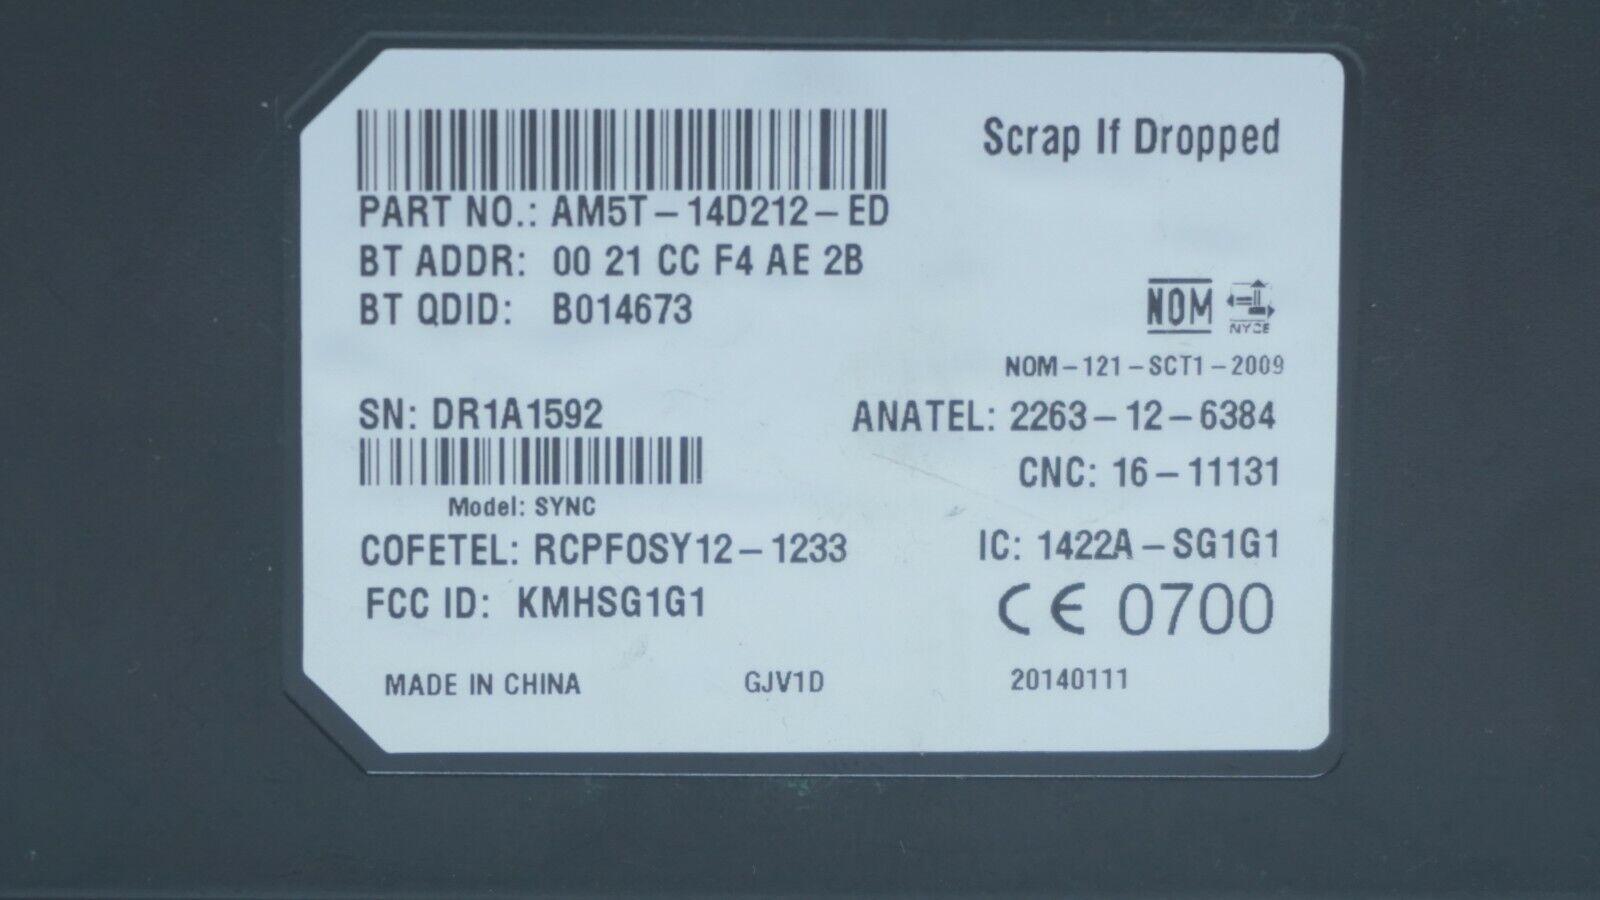 Scrap If Dropped
PART NO.: AM5T-14D212-ED
BT ADDR: 00 21 CC F4 AE 2B
BT QDID: B014673
NOM
NYCE
NOM-121-SCT1-2009
SN: DR1A1592
ANATEL: 2263-12-6384
CNC: 16-11131
Model: SYNC
COFETEL: RCPFOSY12-1233
IC: 1422A-SG1G1
FCC ID: KMHSG1G1
CE 0700
MADE IN CHINA
GJV1D
20140111